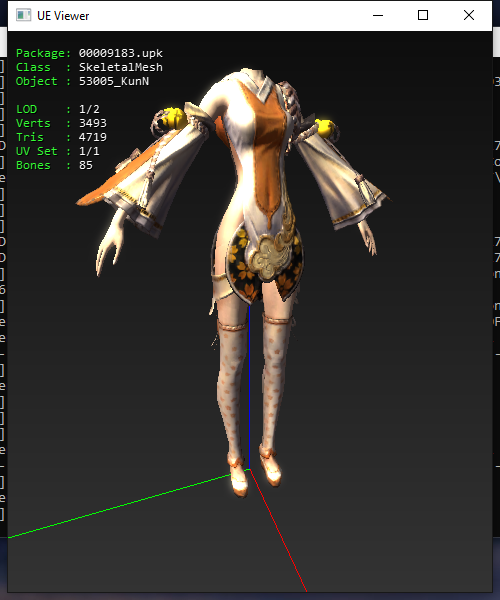 UE Viewer
Package: 00009183.upk
Class : SkeletalMesh
Object : 53005_KunN
LOD : 1/2
Verts : 3493
Tris : 4719
UV Set : 1/1
Bones : 85